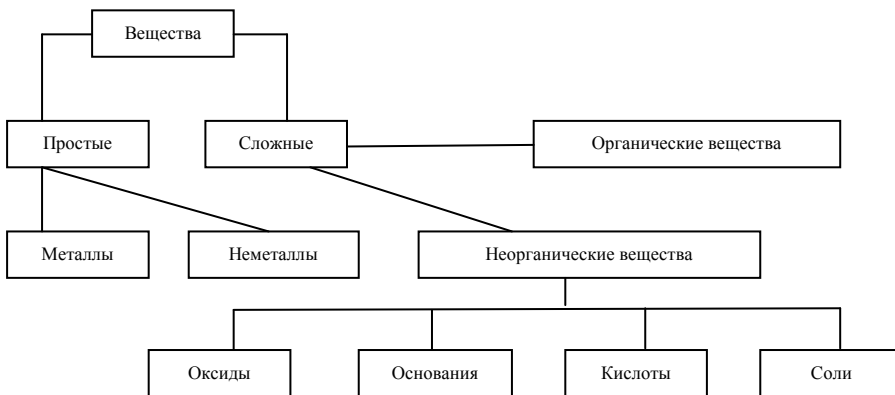 Вещества
Простые
Сложные
Органические вещества
Металлы
Неметаллы
Неорганические вещества
Оксиды
Основания
Кислоты
Соли